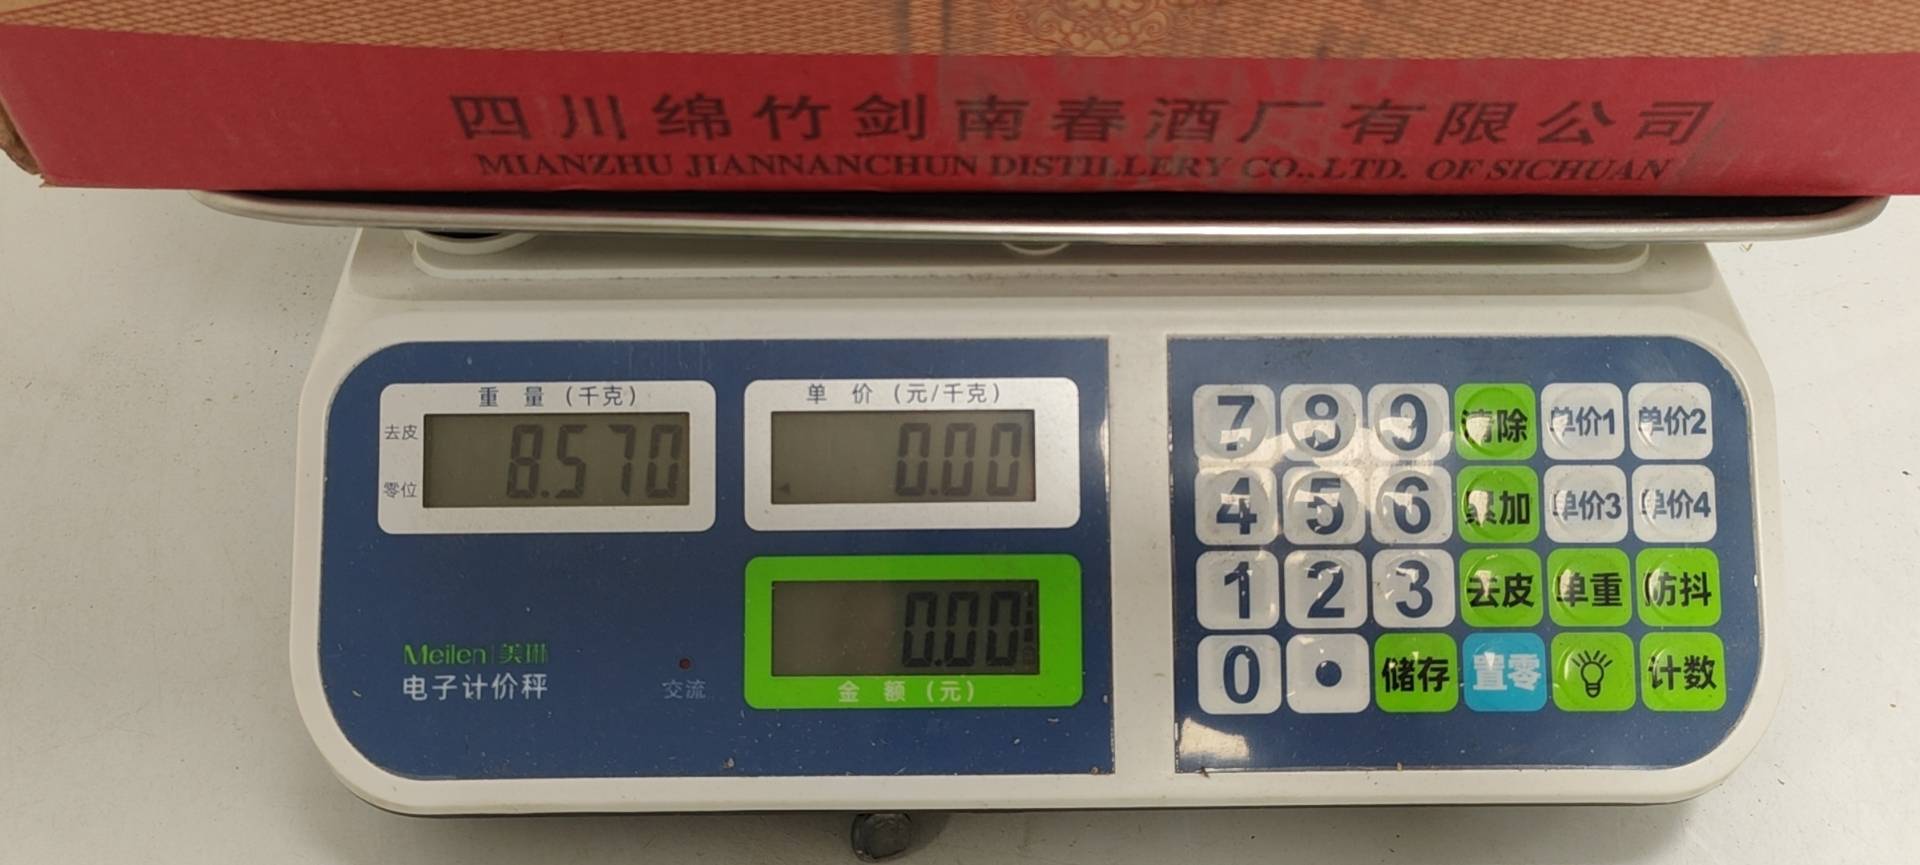 四川绵竹剑南春酒厂有限公司
MIANZHU JIANNANCHUN DISTILLERY CO.,LTD. OF SICHUAN
重 量 (千克)
去皮
8.570
零位
单 价 (元/千克)
0.00
0.00
金 额 (元)
Meilen|美琳
电子计价秤
交流
7 8 9 清除 单价1 单价2
4 5 6 累加 单价3 单价4
1 2 3 去皮 单重 防抖
0 • 储存 置零 计数